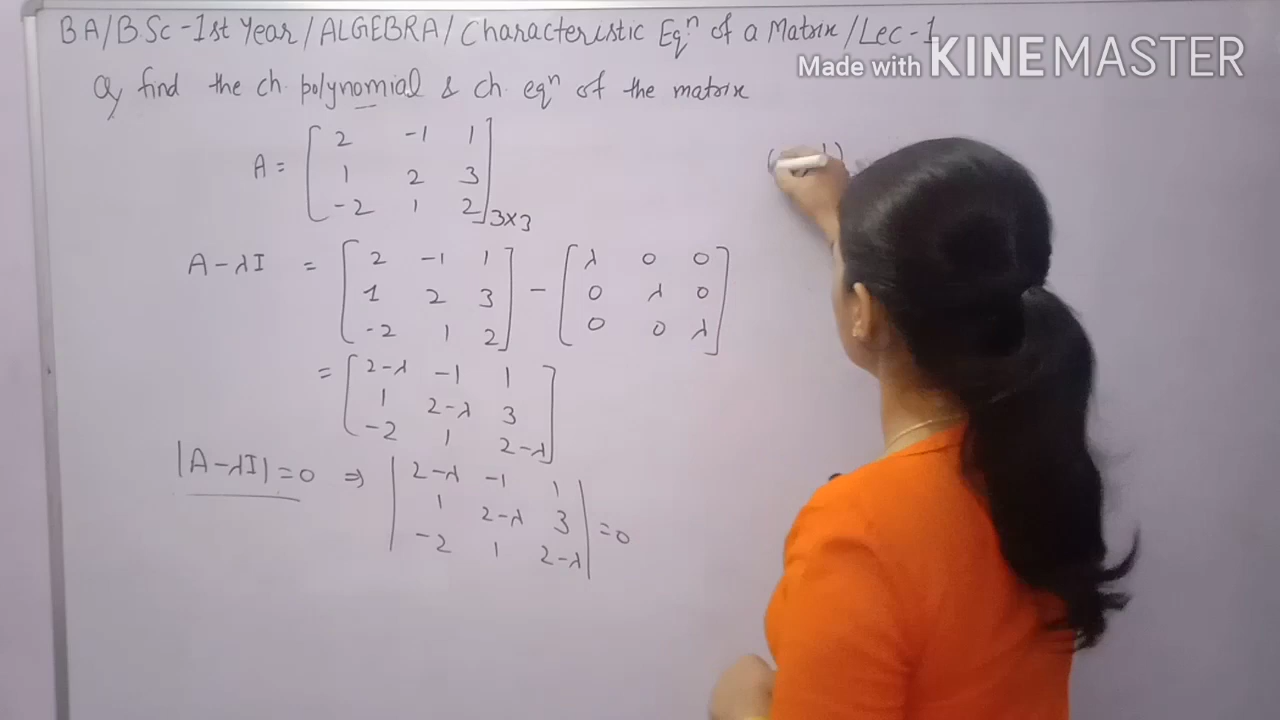 BA/BSc-1st Year/ALGEBRA/Characteristic Eqⁿ of a Matrix/Lec-1
Made with KINEMASTER
Q find the ch. polynomial & ch. eqⁿ of the matrix
A = [2 -1 1
1 2 3
-2 1 2] 3×3
A-λI = [2 -1 1
1 2 3
-2 1 2] - [λ 0 0
0 λ 0
0 0 λ]
= [2-λ -1 1
1 2-λ 3
-2 1 2-λ]
|A-λI| = 0 ⇒ |2-λ -1 1
1 2-λ 3
-2 1 2-λ| = 0